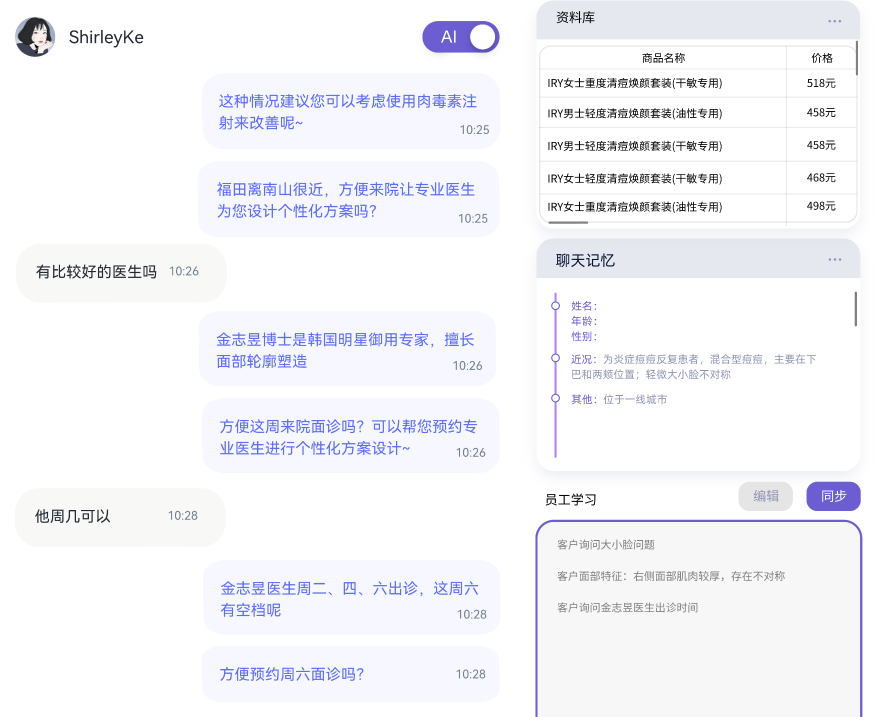 ShirleyKe
AI
这种情况建议您可以考虑使用肉毒素注
射来改善呢~
10:25
福田离南山很近，方便来院让专业医生
为您设计个性化方案吗?
10:25
有比较好的医生吗 10:26
金志昱博士是韩国明星御用专家，擅长
面部轮廓塑造
10:26
方便这周来院面诊吗？可以帮您预约专
业医生进行个性化方案设计~
10:26
他周几可以 10:28
金志昱医生周二、四、六出诊，这周六
有空档呢
10:28
方便预约周六面诊吗? 10:28
资料库
商品名称 价格
IRY女士重度清痘焕颜套装(干敏专用) 518元
IRY男士轻度清痘焕颜套装(油性专用) 458元
IRY男士轻度清痘焕颜套装(干敏专用) 458元
IRY女士轻度清痘焕颜套装(干敏专用) 468元
IRY女士重度清痘焕颜套装(油性专用) 498元
聊天记忆
姓名：
年龄：
性别：
近况：为炎症痘痘反复患者，混合型痘痘，主要在下
巴和两颊位置；轻微大小脸不对称
其他：位于一线城市
员工学习
编辑
同步
客户询问大小脸问题
客户面部特征：右侧面部肌肉较厚，存在不对称
客户询问金志昱医生出诊时间